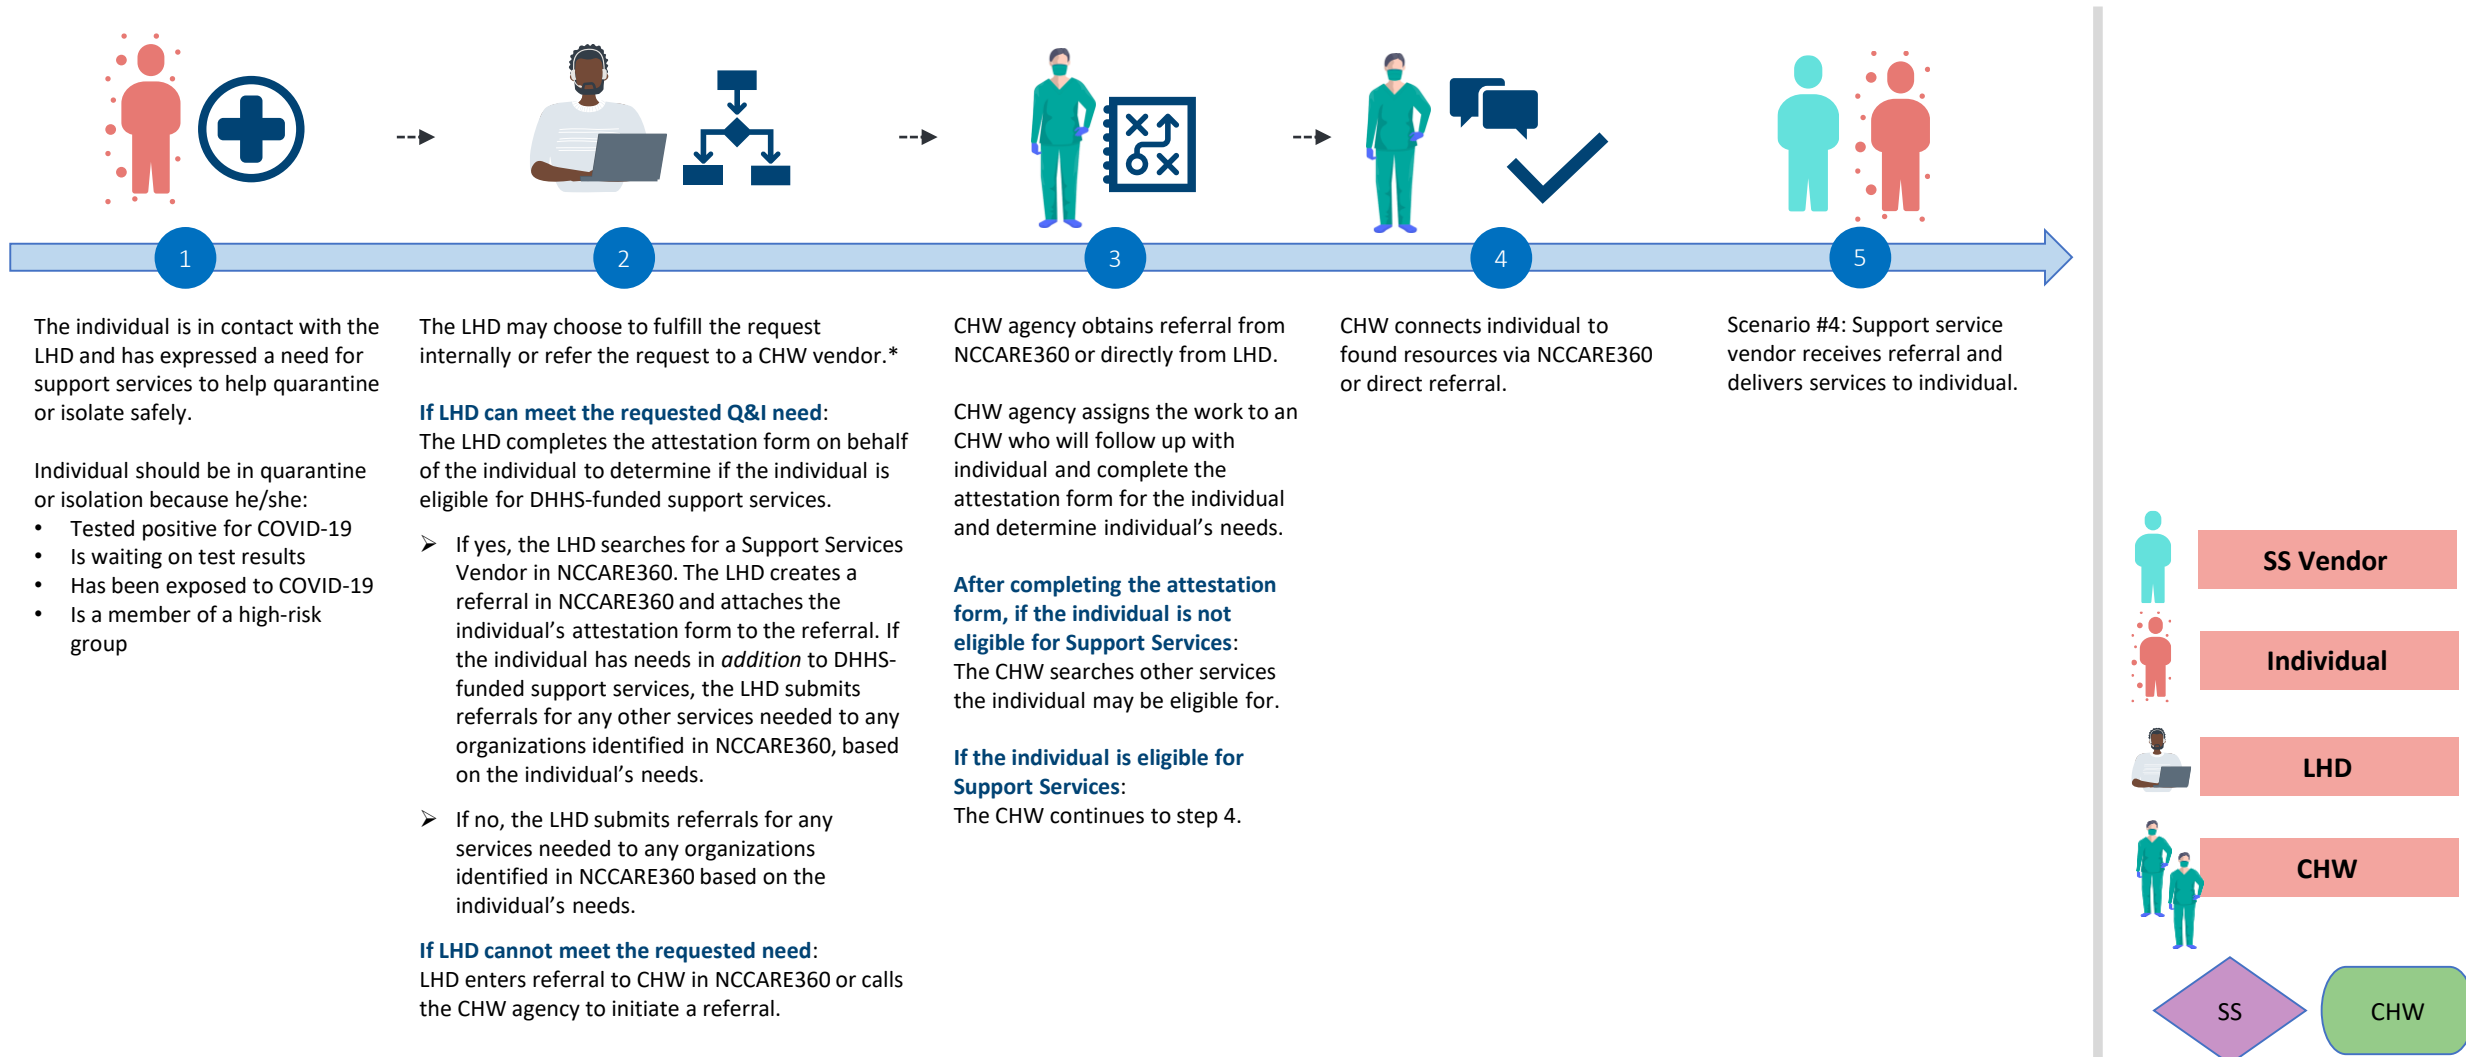 1
2
3
4
5
The individual is in contact with the
LHD and has expressed a need for
support services to help quarantine
or isolate safely.
Individual should be in quarantine
or isolation because he/she:
• Tested positive for COVID-19
• Is waiting on test results
• Has been exposed to COVID-19
• Is a member of a high-risk
group
The LHD may choose to fulfill the request
internally or refer the request to a CHW vendor.*
If LHD can meet the requested Q&I need:
The LHD completes the attestation form on behalf
of the individual to determine if the individual is
eligible for DHHS-funded support services.
➢ If yes, the LHD searches for a Support Services
Vendor in NCCARE360. The LHD creates a
referral in NCCARE360 and attaches the
individual's attestation form to the referral. If
the individual has needs in addition to DHHS-
funded support services, the LHD submits
referrals for any other services needed to any
organizations identified in NCCARE360, based
on the individual's needs.
➢ If no, the LHD submits referrals for any
services needed to any organizations
identified in NCCARE360 based on the
individual's needs.
If LHD cannot meet the requested need:
LHD enters referral to CHW in NCCARE360 or calls
the CHW agency to initiate a referral.
CHW agency obtains referral from
NCCARE360 or directly from LHD.
CHW agency assigns the work to an
CHW who will follow up with
individual and complete the
attestation form for the individual
and determine individual's needs.
After completing the attestation
form, if the individual is not
eligible for Support Services:
The CHW searches other services
the individual may be eligible for.
If the individual is eligible for
Support Services:
The CHW continues to step 4.
CHW connects individual to
found resources via NCCARE360
or direct referral.
Scenario #4: Support service
vendor receives referral and
delivers services to individual.
SS Vendor
Individual
LHD
CHW
SS
CHW